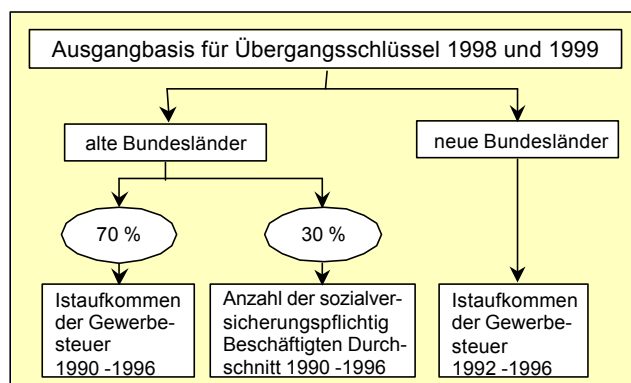 Ausgangbasis für Übergangsschlüssel 1998 und 1999
alte Bundesländer
neue Bundesländer
70 %
30 %
Istaufkommen
der Gewerbe-
steuer
1990 -1996
Anzahl der sozialver-
sicherungspflichtig
Beschäftigten Durch-
schnitt 1990 -1996
Istaufkommen
der Gewerbe-
steuer
1992 -1996